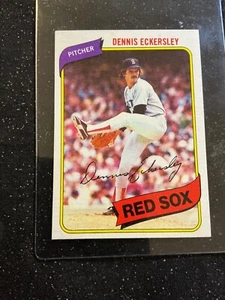 DENNIS ECKERSLEY
PITCHER
Dennis Eckersley
RED SOX